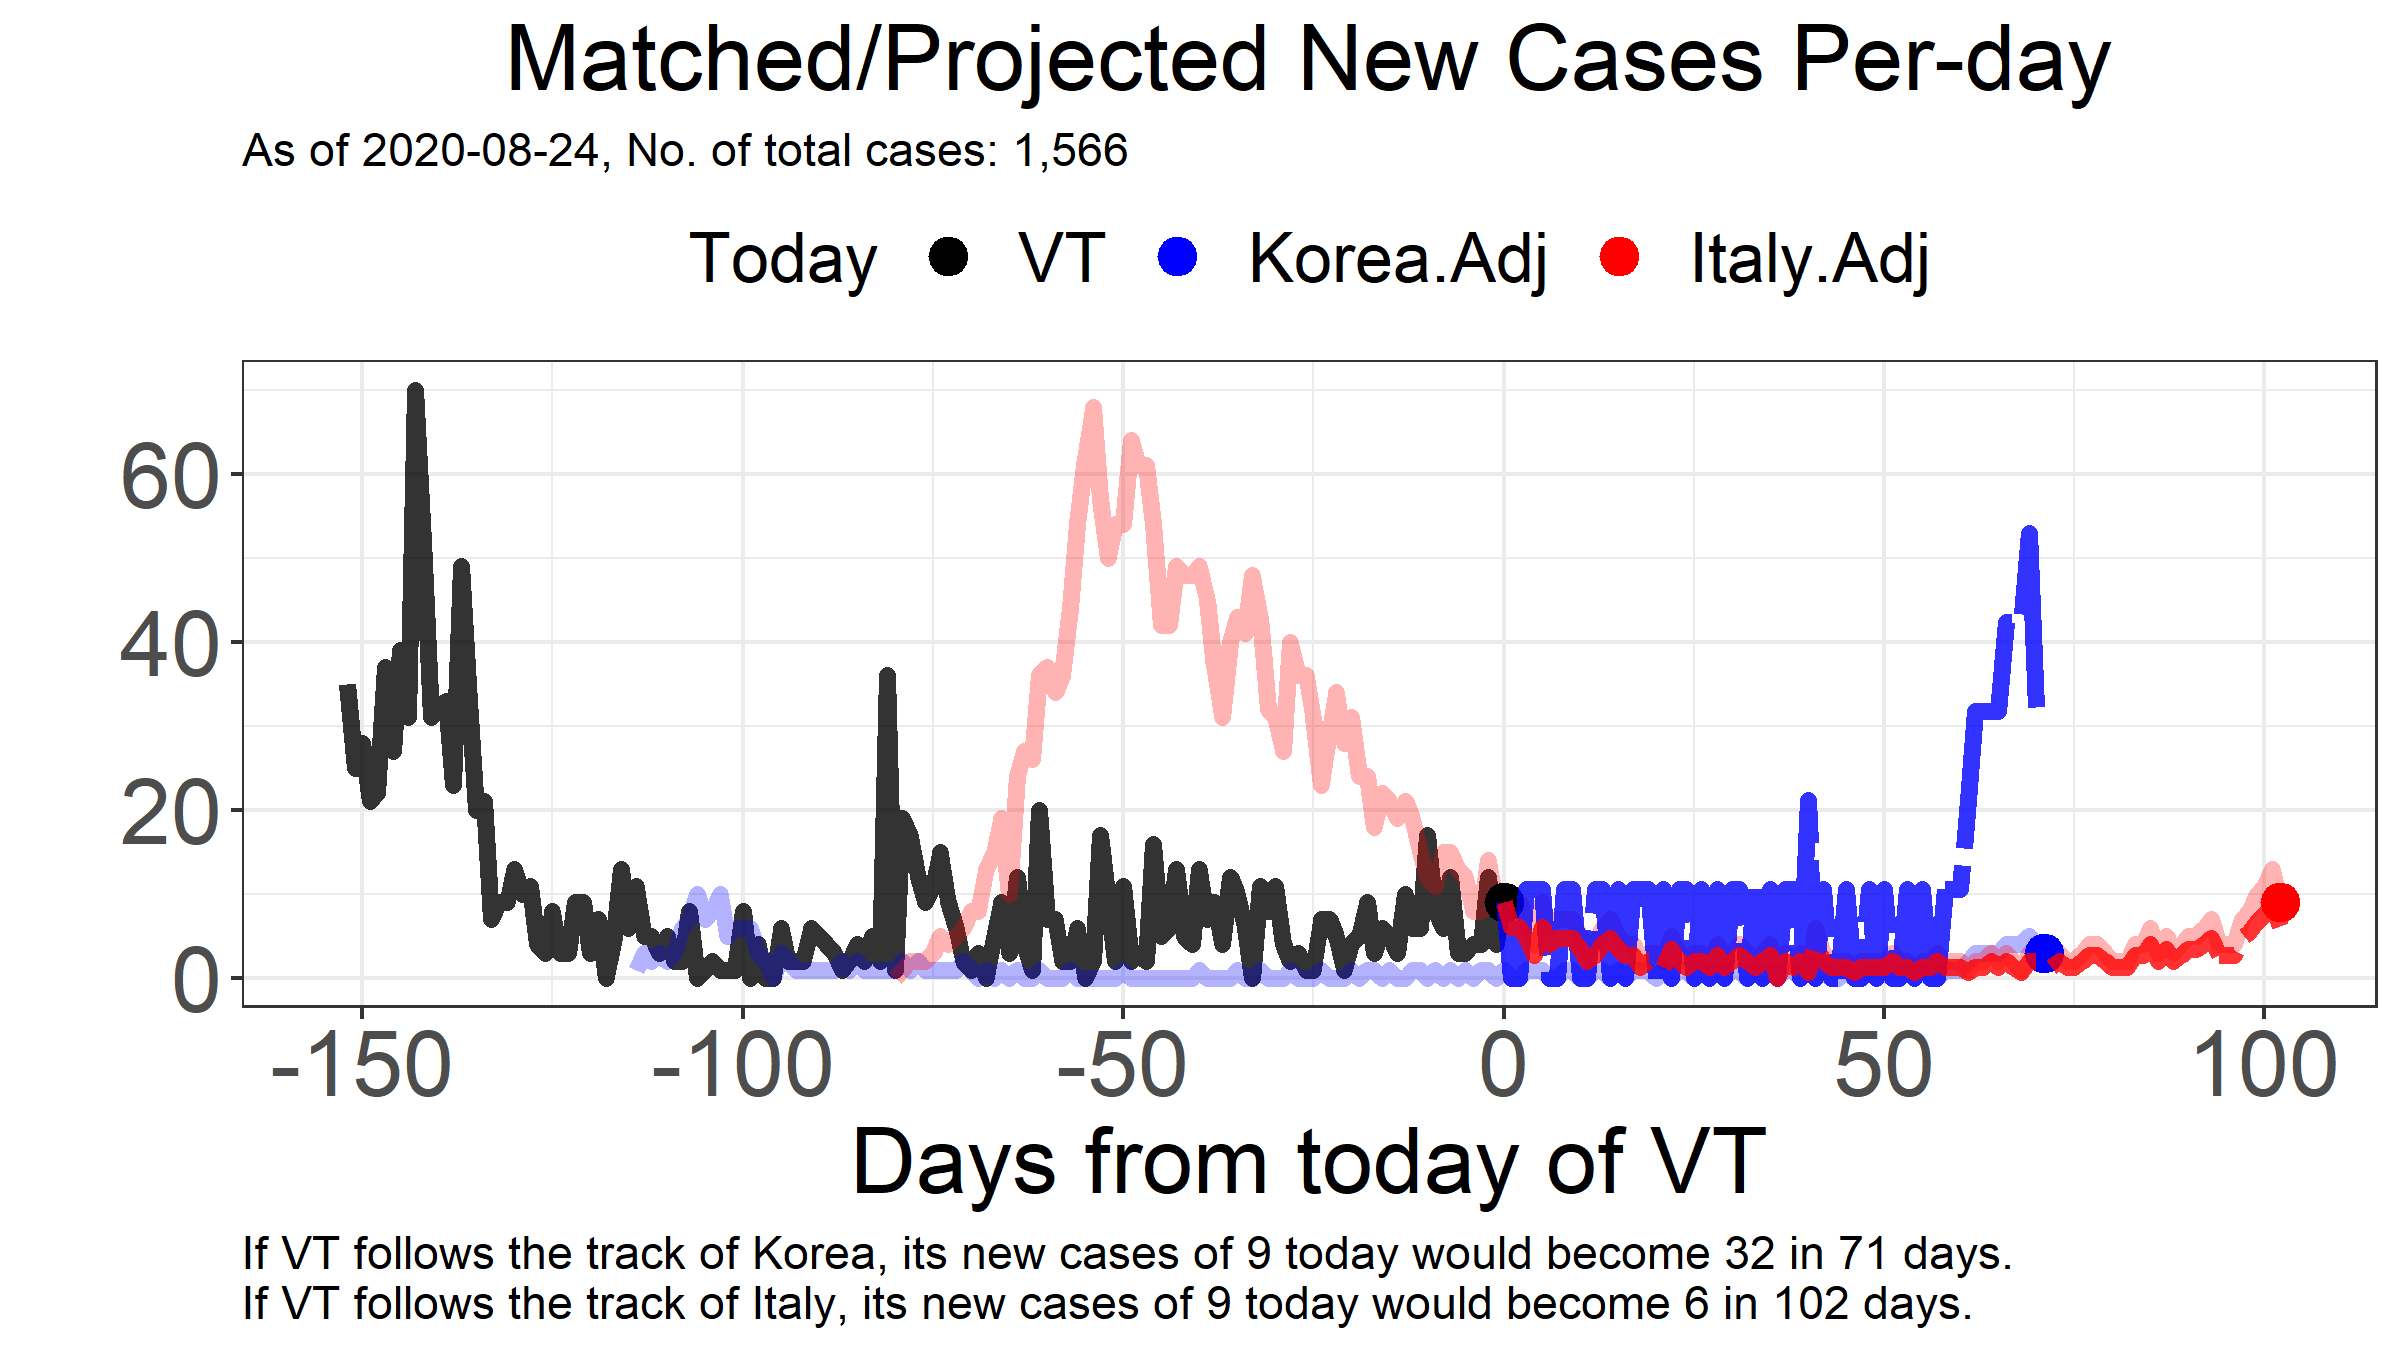 Matched/Projected New Cases Per-day
As of 2020-08-24, No. of total cases: 1,566
Today VT Korea.Adj Italy.Adj
60
40
20
0
-150 -100 -50 0 50 100
Days from today of VT
If VT follows the track of Korea, its new cases of 9 today would become 32 in 71 days.
If VT follows the track of Italy, its new cases of 9 today would become 6 in 102 days.